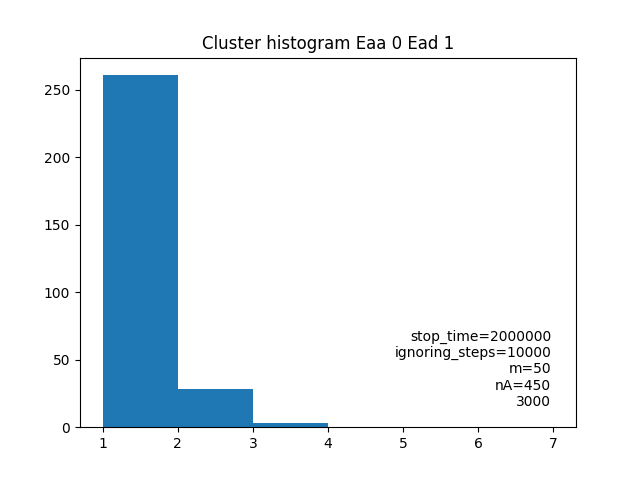 Cluster histogram Eaa 0 Ead 1
250
200
150
100
50
0
stop_time=2000000
ignoring_steps=10000
m=50
nA=450
3000
1 2 3 4 5 6 7